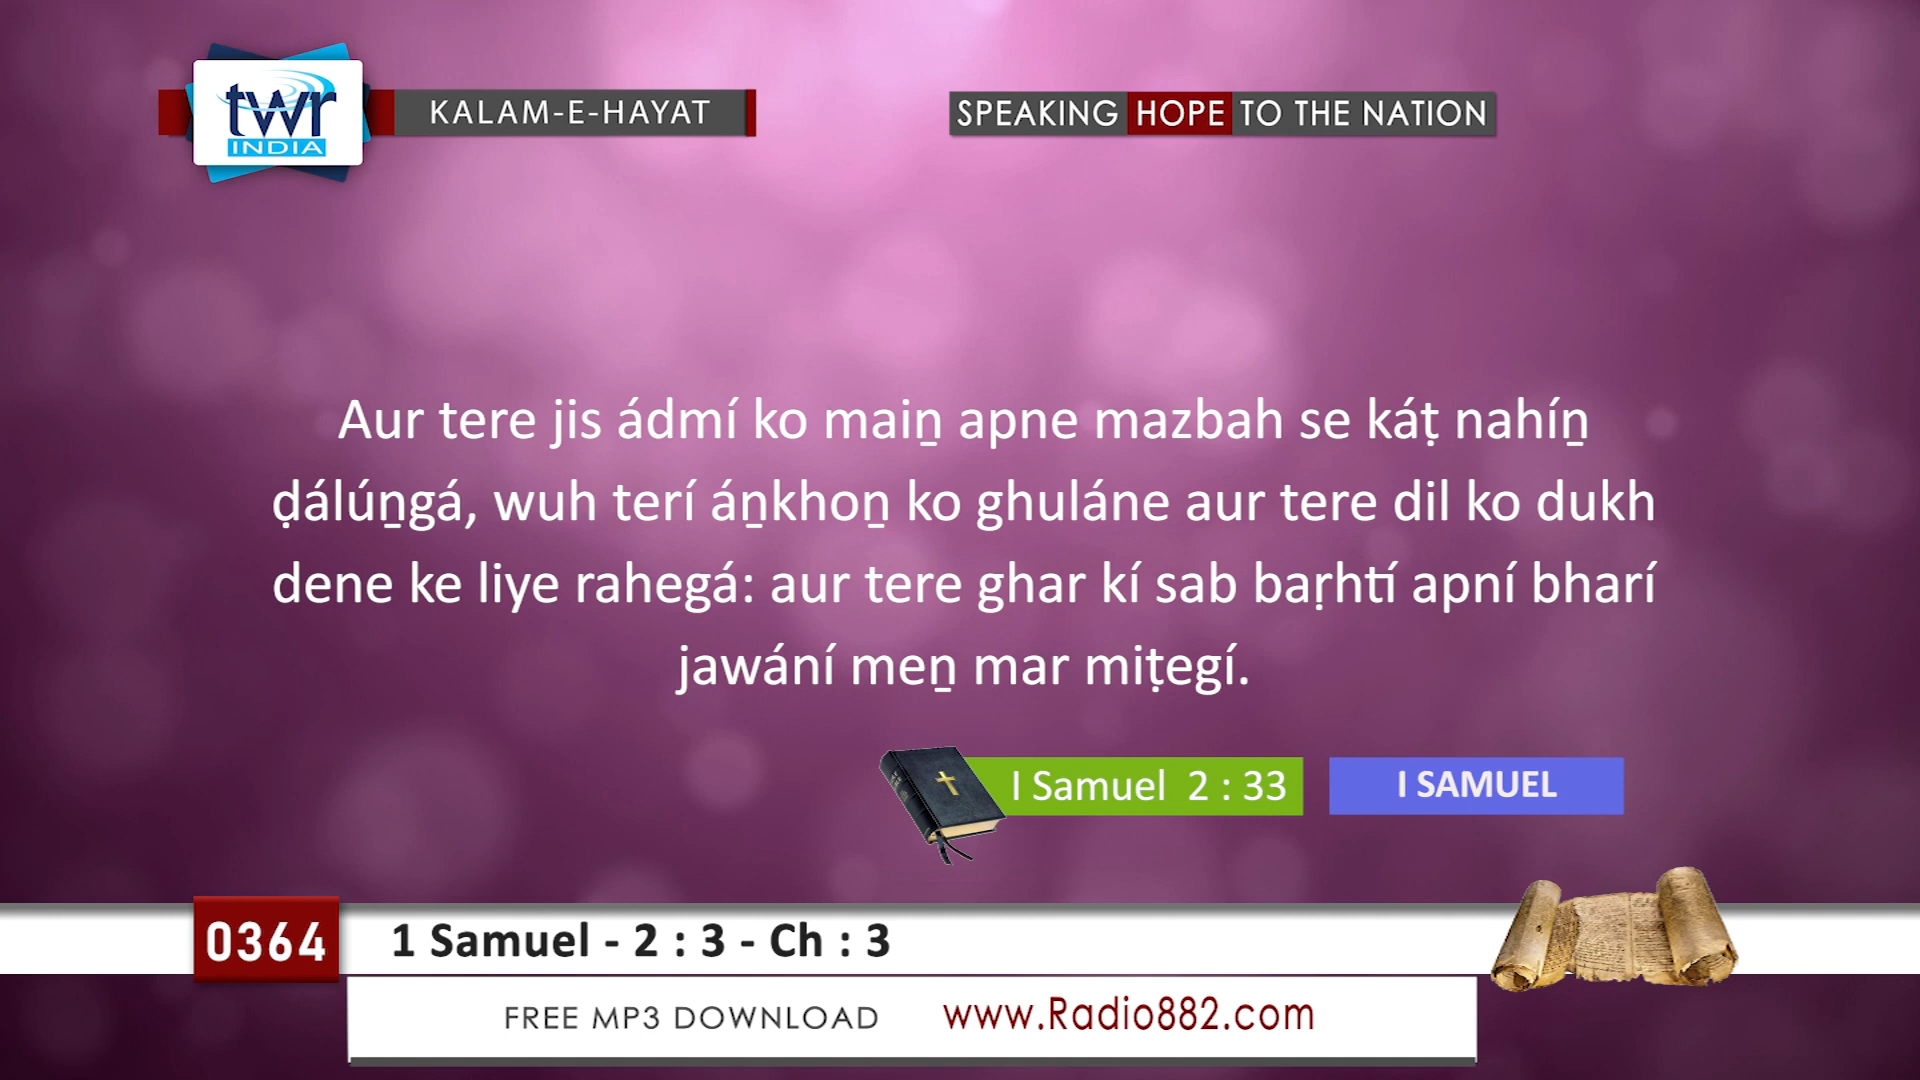 twr
INDIA
KALAM-E-HAYAT
SPEAKING HOPE TO THE NATION
Aur tere jis ádmí ko maiṉ apne mazbah se káṭ nahíṉ
ḍálúṉgá, wuh terí áṉkhoṉ ko ghuláne aur tere dil ko dukh
dene ke liye rahegá: aur tere ghar kí sab baṛhtí apní bharí
jawání meṉ mar miṭegí.
I Samuel 2 : 33
I SAMUEL
0364
1 Samuel - 2 : 3 - Ch : 3
FREE MP3 DOWNLOAD www.Radio882.com